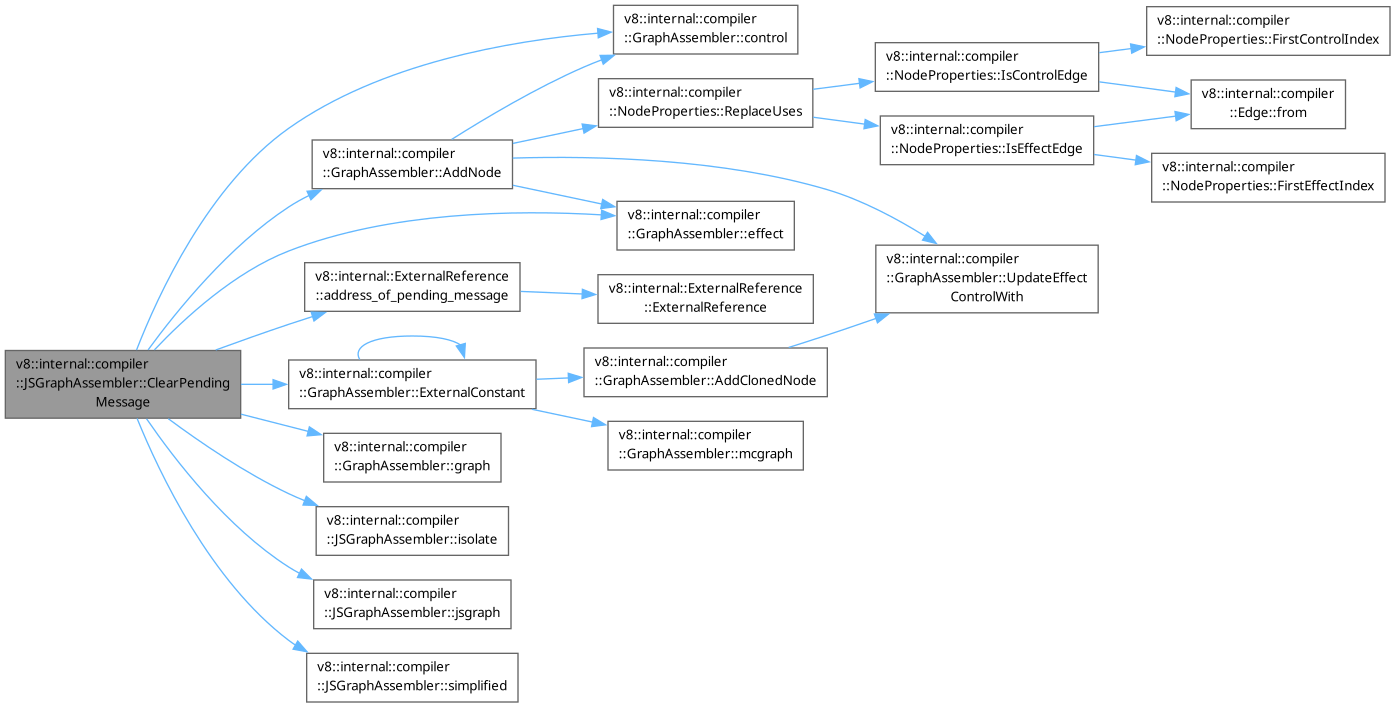 v8::internal::compiler
::JSGraphAssembler::ClearPending
Message
v8::internal::compiler
::GraphAssembler::control
v8::internal::compiler
::GraphAssembler::AddNode
v8::internal::compiler
::NodeProperties::ReplaceUses
v8::internal::compiler
::NodeProperties::IsControlEdge
v8::internal::compiler
::NodeProperties::FirstControlIndex
v8::internal::compiler
::Edge::from
v8::internal::compiler
::NodeProperties::IsEffectEdge
v8::internal::compiler
::NodeProperties::FirstEffectIndex
v8::internal::compiler
::GraphAssembler::effect
v8::internal::compiler
::GraphAssembler::UpdateEffect
ControlWith
v8::internal::ExternalReference
::address_of_pending_message
v8::internal::ExternalReference
::ExternalReference
v8::internal::compiler
::GraphAssembler::ExternalConstant
v8::internal::compiler
::GraphAssembler::AddClonedNode
v8::internal::compiler
::GraphAssembler::mcgraph
v8::internal::compiler
::GraphAssembler::graph
v8::internal::compiler
::JSGraphAssembler::isolate
v8::internal::compiler
::JSGraphAssembler::jsgraph
v8::internal::compiler
::JSGraphAssembler::simplified